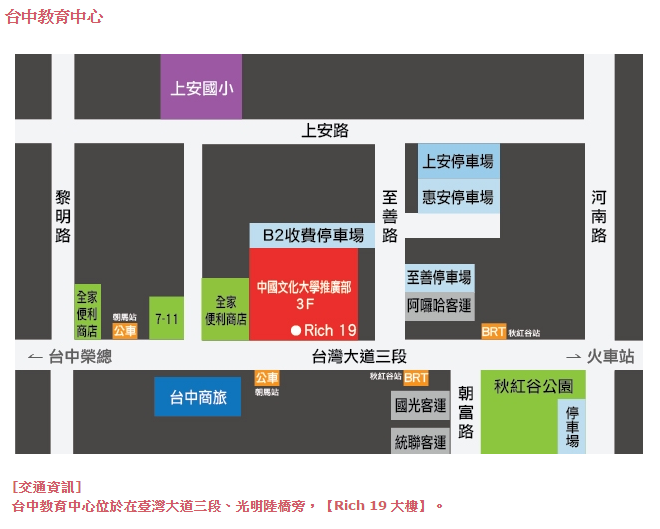 台中教育中心
上安國小
上安路
上安停車場
惠安停車場
黎明路
至善路
河南路
B2收費停車場
中國文化大學推廣部
3F
Rich 19
至善停車場
阿囉哈客運
全家
便利
商店
朝馬站
公車
7-11
全家
便利商店
BRT 秋紅谷站
← 台中榮總
台灣大道三段
→ 火車站
台中商旅
公車
朝馬站
秋紅谷站 BRT
國光客運
統聯客運
朝富路
秋紅谷公園
停車場
[交通資訊]
台中教育中心位於在臺灣大道三段、光明陸橋旁，【Rich 19 大樓】。